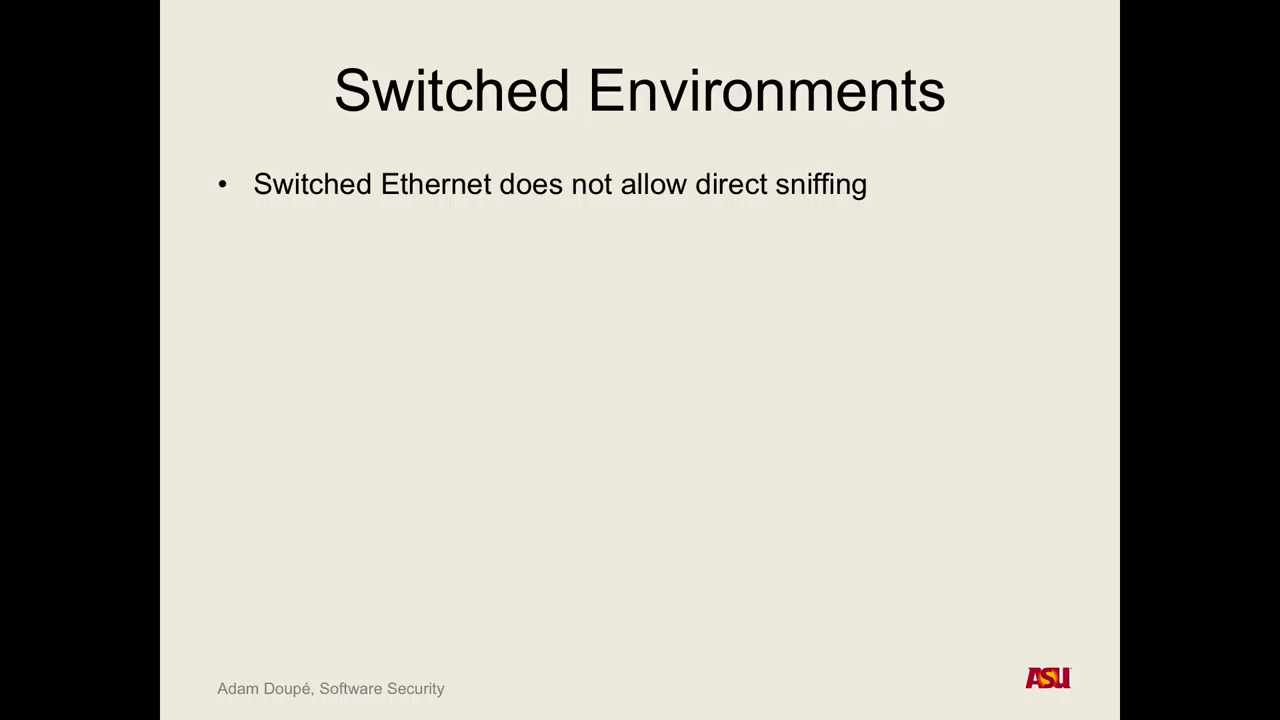 Switched Environments
• Switched Ethernet does not allow direct sniffing
Adam Doupé, Software Security
ASU